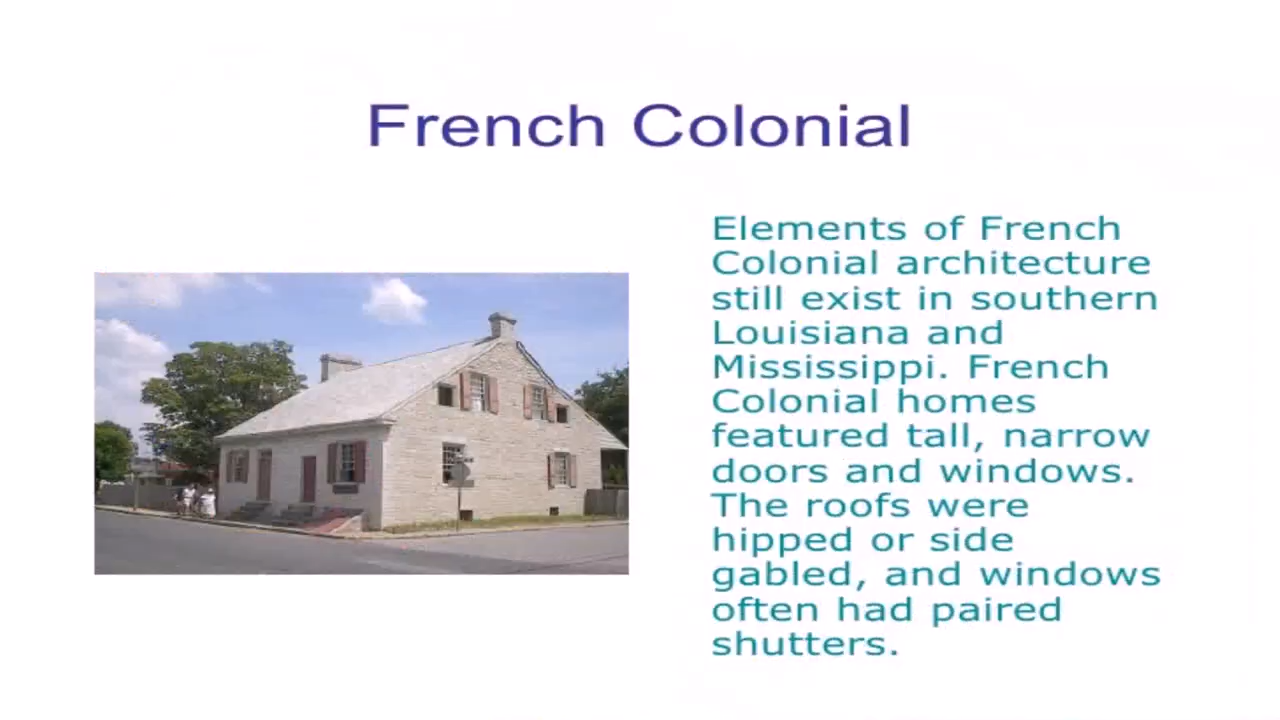 French Colonial
Elements of French
Colonial architecture
still exist in southern
Louisiana and
Mississippi. French
Colonial homes
featured tall, narrow
doors and windows.
The roofs were
hipped or side
gabled, and windows
often had paired
shutters.